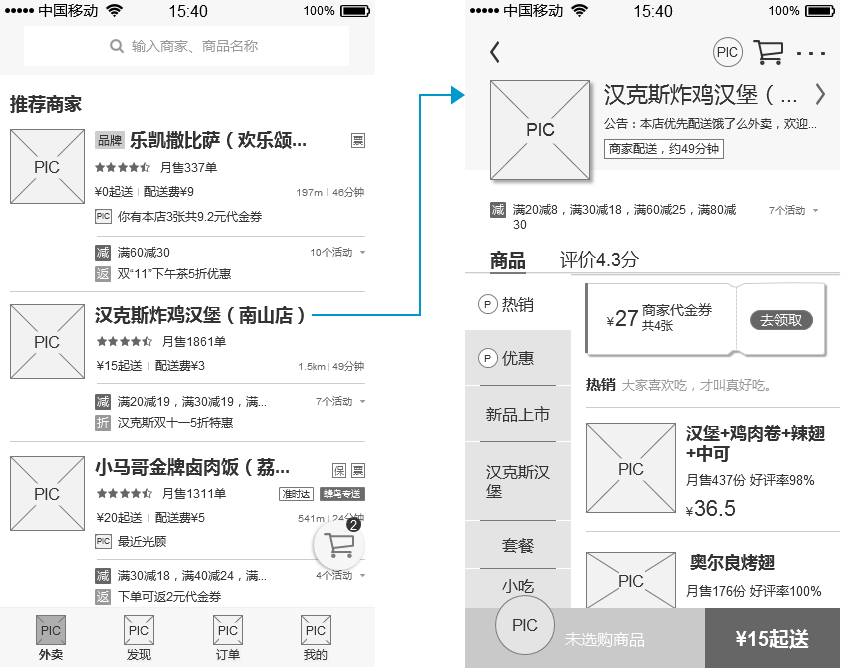 中国移动 15:40 100%
输入商家、商品名称
推荐商家
PIC
品牌 乐凯撒比萨（欢乐颂... 票
月售337单
¥0起送 配送费¥9 197m 46分钟
PIC 你有本店3张共9.2元代金券
减 满60减30 10个活动
返 双“11”下午茶5折优惠
PIC
汉克斯炸鸡汉堡（南山店）
月售1861单
¥15起送 配送费¥3 1.5km 49分钟
减 满20减19，满30减19，满... 7个活动
折 汉克斯双十一5折特惠
PIC
小马哥金牌卤肉饭（荔... 保 票
月售1311单 准时达 蜂鸟专送
¥20起送 配送费¥5 541m 24分钟
PIC 最近光顾
2
减 满30减18，满40减24，满... 4个活动
返 下单可返2元代金券
PIC PIC PIC PIC
外卖 发现 订单 我的
中国移动 15:40 100%
PIC ...
PIC
汉克斯炸鸡汉堡（...
公告：本店优先配送饿了么外卖，欢迎...
商家配送，约49分钟
减 满20减8，满30减18，满60减25，满80减 7个活动
30
商品 评价4.3分
P 热销
P 优惠
新品上市
汉克斯汉
堡
套餐
小吃
¥27 商家代金券
共4张
去领取
热销 大家喜欢吃，才叫真好吃。
PIC
汉堡+鸡肉卷+辣翅
+中可
月售437份 好评率98%
¥36.5
PIC
奥尔良烤翅
月售176份 好评率100%
PIC 未选购商品 ¥15起送